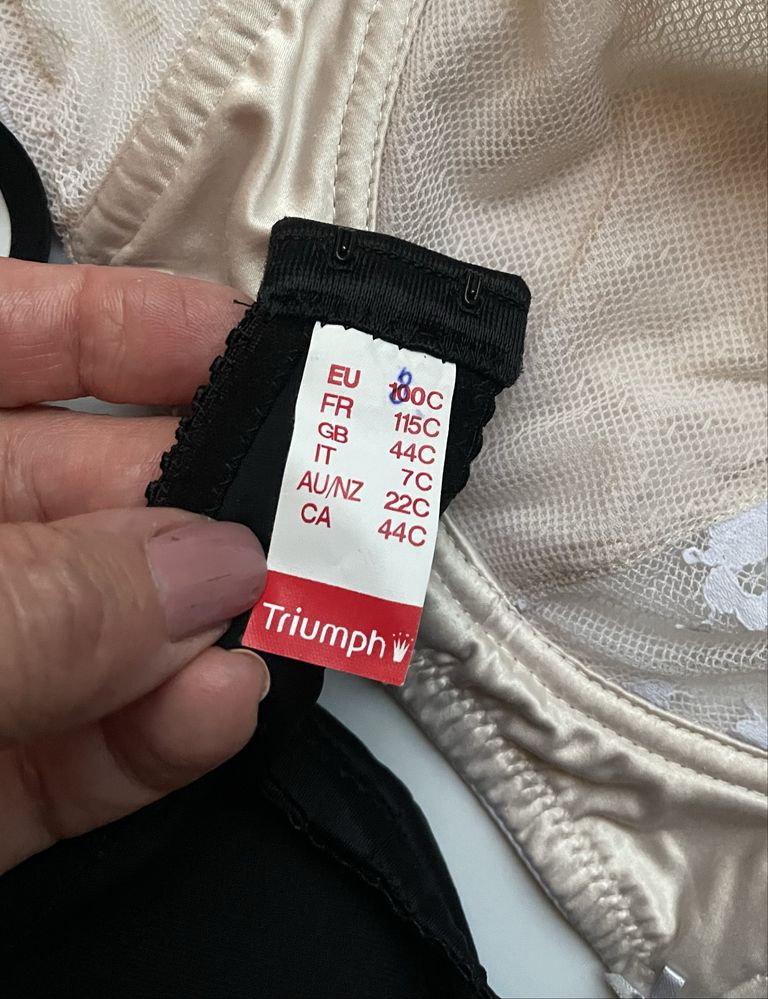 EU 100C
FR 115C
GB 44C
IT 7C
AU/NZ 22C
CA 44C
Triumph